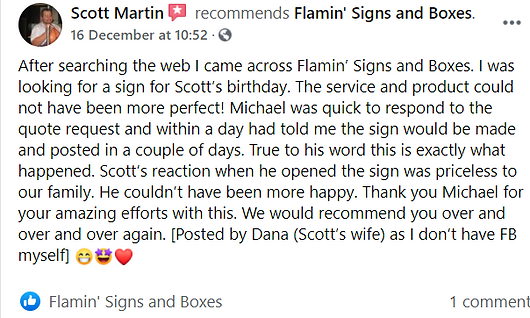 Scott Martin recommends Flamin' Signs and Boxes.
16 December at 10:52 ·
After searching the web I came across Flamin’ Signs and Boxes. I was
looking for a sign for Scott’s birthday. The service and product could
not have been more perfect! Michael was quick to respond to the
quote request and within a day had told me the sign would be made
and posted in a couple of days. True to his word this is exactly what
happened. Scott’s reaction when he opened the sign was priceless to
our family. He couldn’t have been more happy. Thank you Michael for
your amazing efforts with this. We would recommend you over and
over and over again. [Posted by Dana (Scott’s wife) as I don’t have FB
myself] 😁🤩❤️
Flamin' Signs and Boxes 1 comment